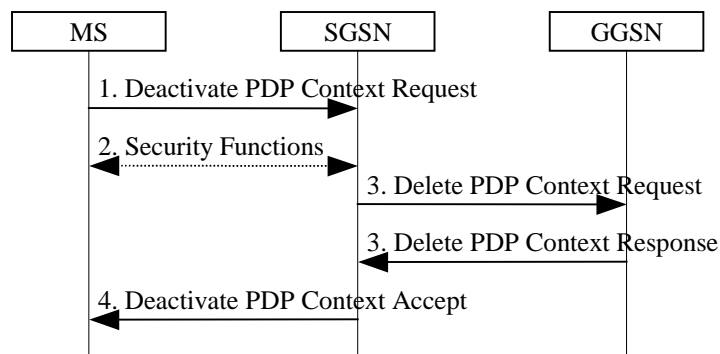 MS
SGSN
GGSN
1. Deactivate PDP Context Request
2. Security Functions
3. Delete PDP Context Request
3. Delete PDP Context Response
4. Deactivate PDP Context Accept